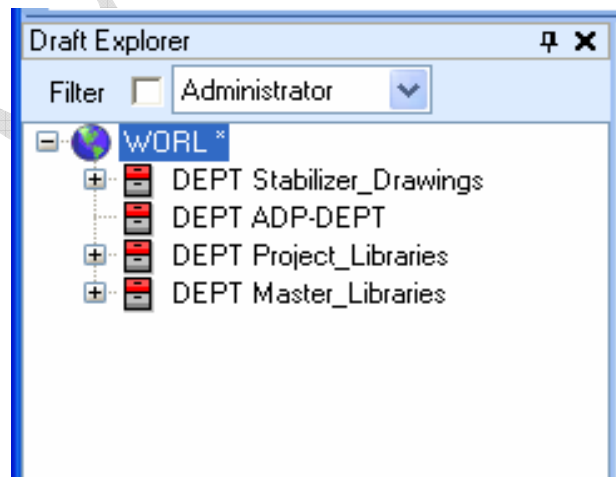 Draft Explorer
Filter Administrator
WORL *
DEPT Stabilizer_Drawings
DEPT ADP-DEPT
DEPT Project_Libraries
DEPT Master_Libraries